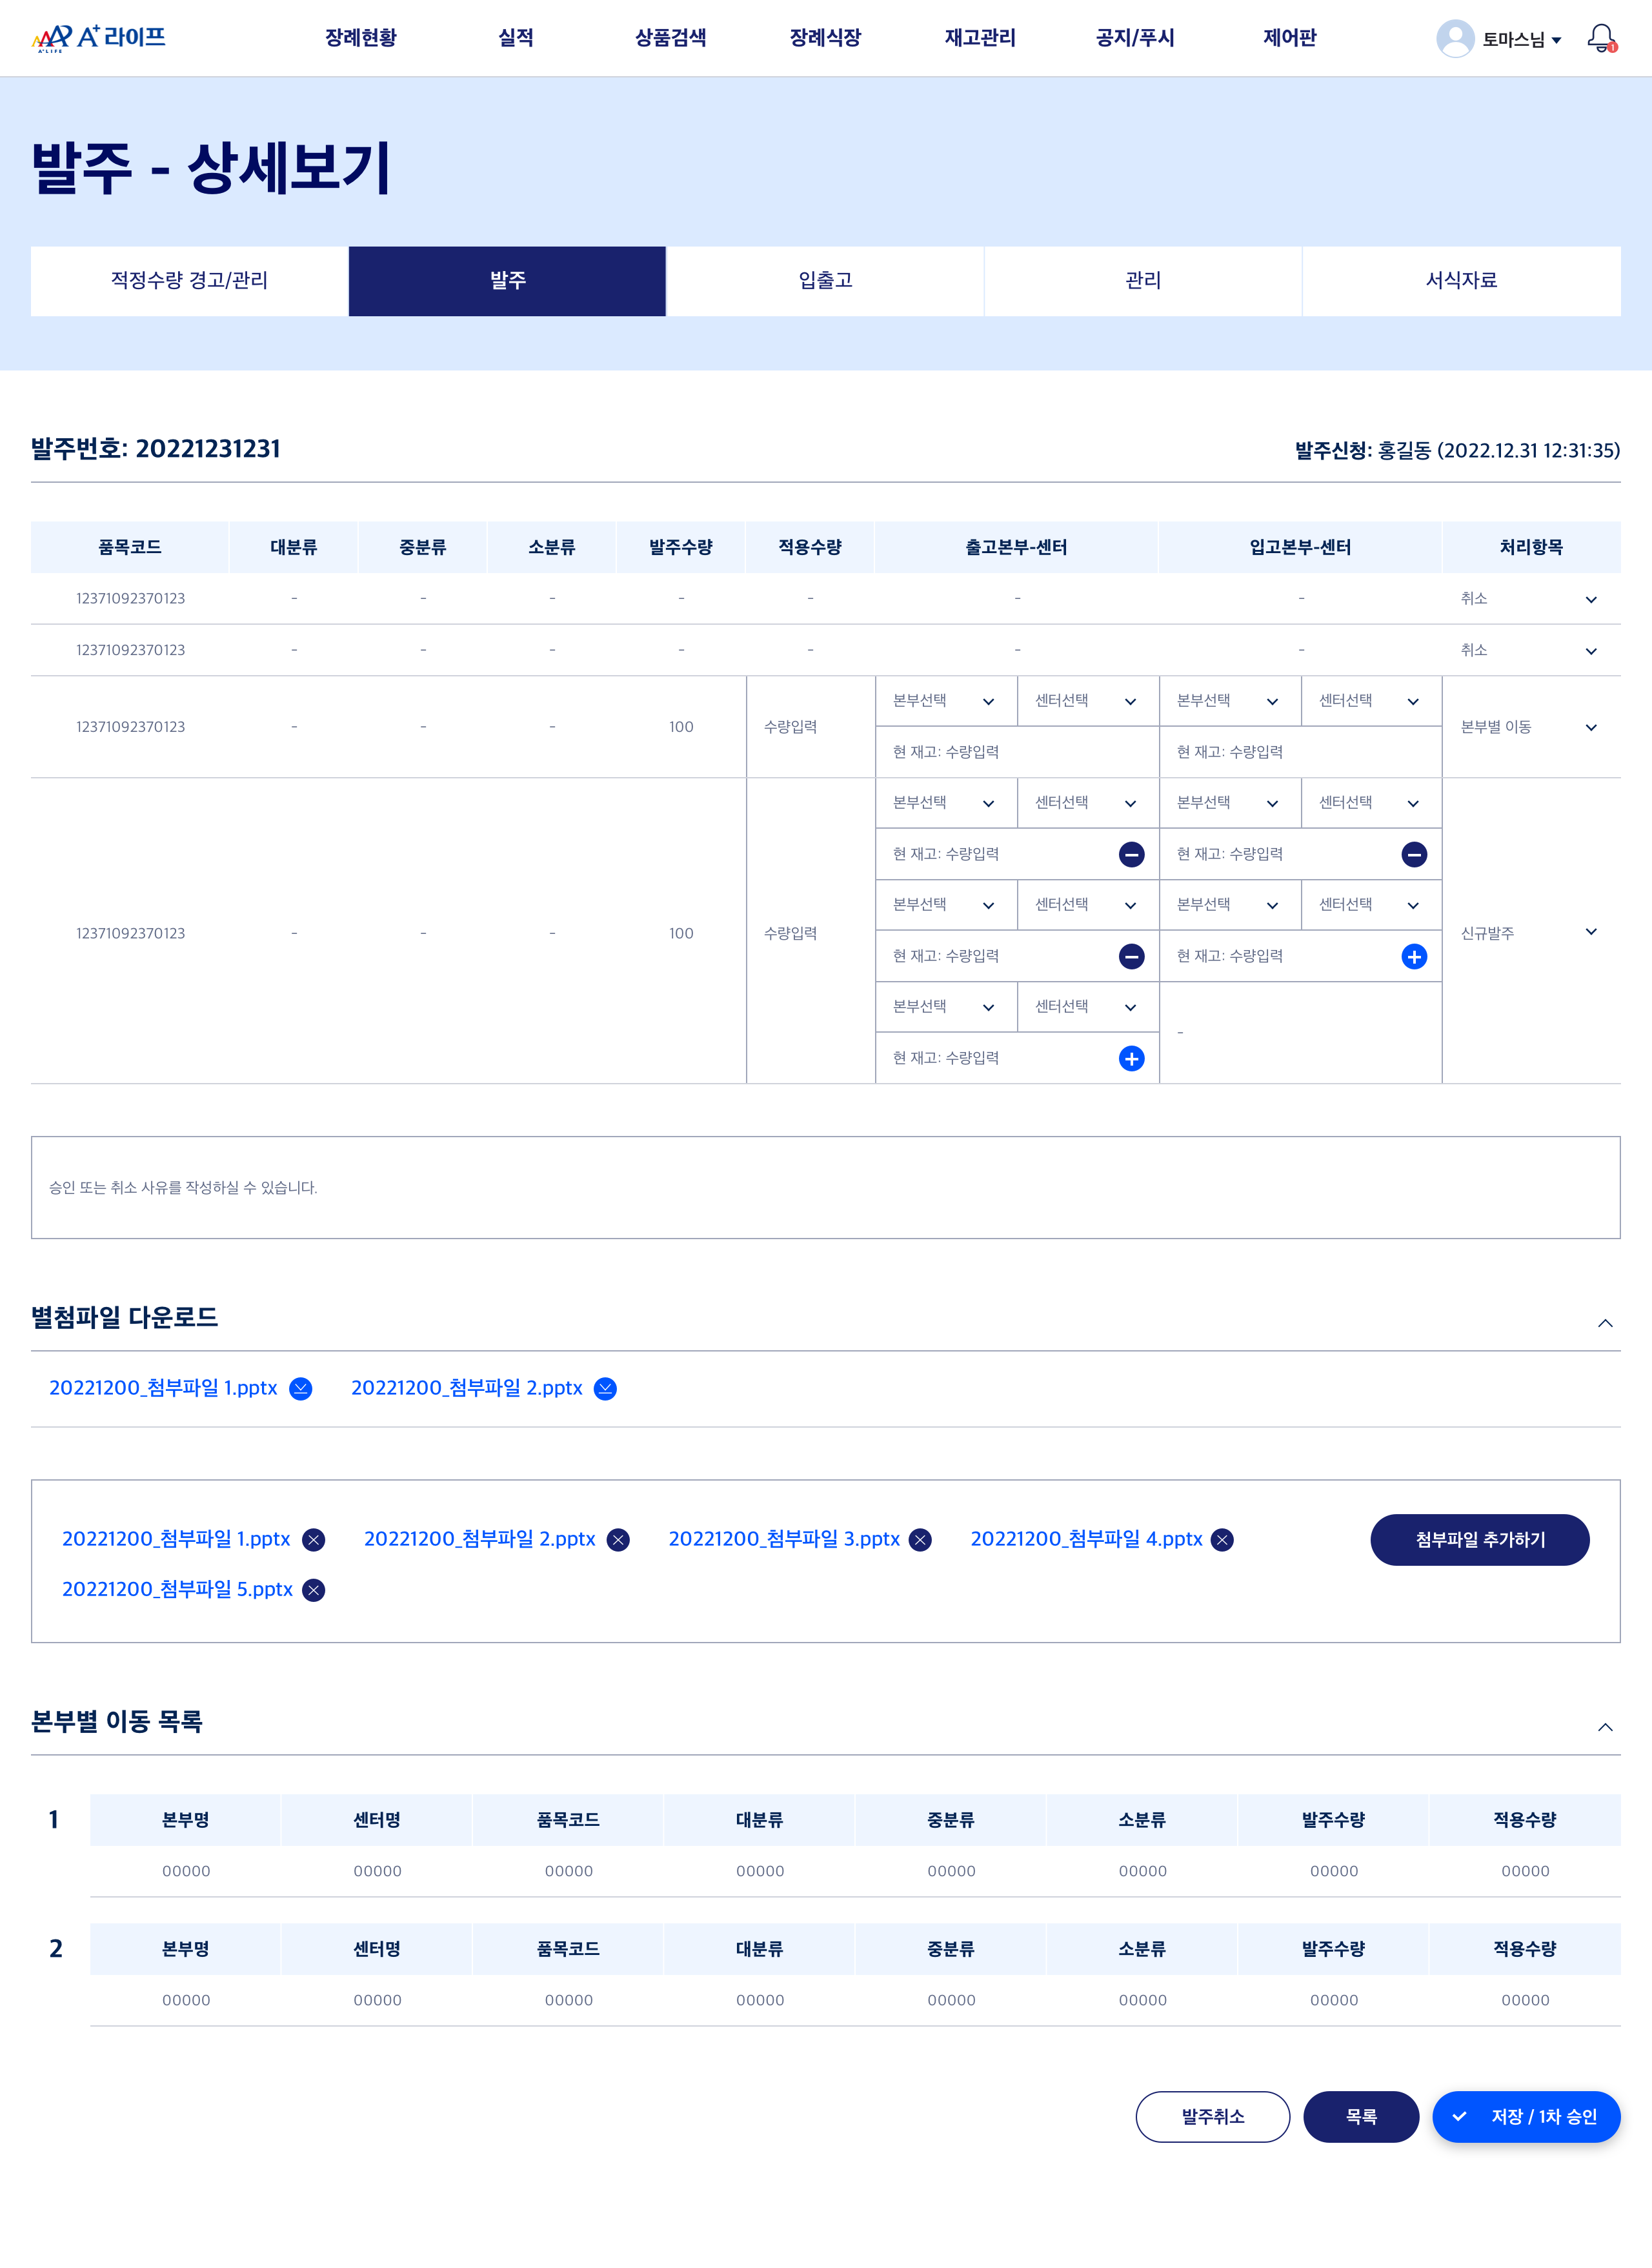 A+LIFE A+라이프 장례현황 실적 상품검색 장례식장 재고관리 공지/푸시 제어판 토마스님 1
발주 - 상세보기
적정수량 경고/관리 발주 입출고 관리 서식자료
발주번호: 20221231231 발주신청: 홍길동 (2022.12.31 12:31:35)
품목코드 대분류 중분류 소분류 발주수량 적용수량 출고본부-센터 입고본부-센터 처리항목
12371092370123 - - - - - - - 취소
12371092370123 - - - - - - - 취소
본부선택 센터선택 본부선택 센터선택
12371092370123 - - - 100 수량입력 본부별 이동
현 재고: 수량입력 현 재고: 수량입력
본부선택 센터선택 본부선택 센터선택
현 재고: 수량입력 현 재고: 수량입력
본부선택 센터선택 본부선택 센터선택
12371092370123 - - - 100 수량입력 신규발주
현 재고: 수량입력 현 재고: 수량입력
본부선택 센터선택
-
현 재고: 수량입력
승인 또는 취소 사유를 작성하실 수 있습니다.
별첨파일 다운로드
20221200_첨부파일 1.pptx 20221200_첨부파일 2.pptx
20221200_첨부파일 1.pptx 20221200_첨부파일 2.pptx 20221200_첨부파일 3.pptx 20221200_첨부파일 4.pptx 첨부파일 추가하기
20221200_첨부파일 5.pptx
본부별 이동 목록
1 본부명 센터명 품목코드 대분류 중분류 소분류 발주수량 적용수량
00000 00000 00000 00000 00000 00000 00000 00000
2 본부명 센터명 품목코드 대분류 중분류 소분류 발주수량 적용수량
00000 00000 00000 00000 00000 00000 00000 00000
발주취소 목록 저장 / 1차 승인